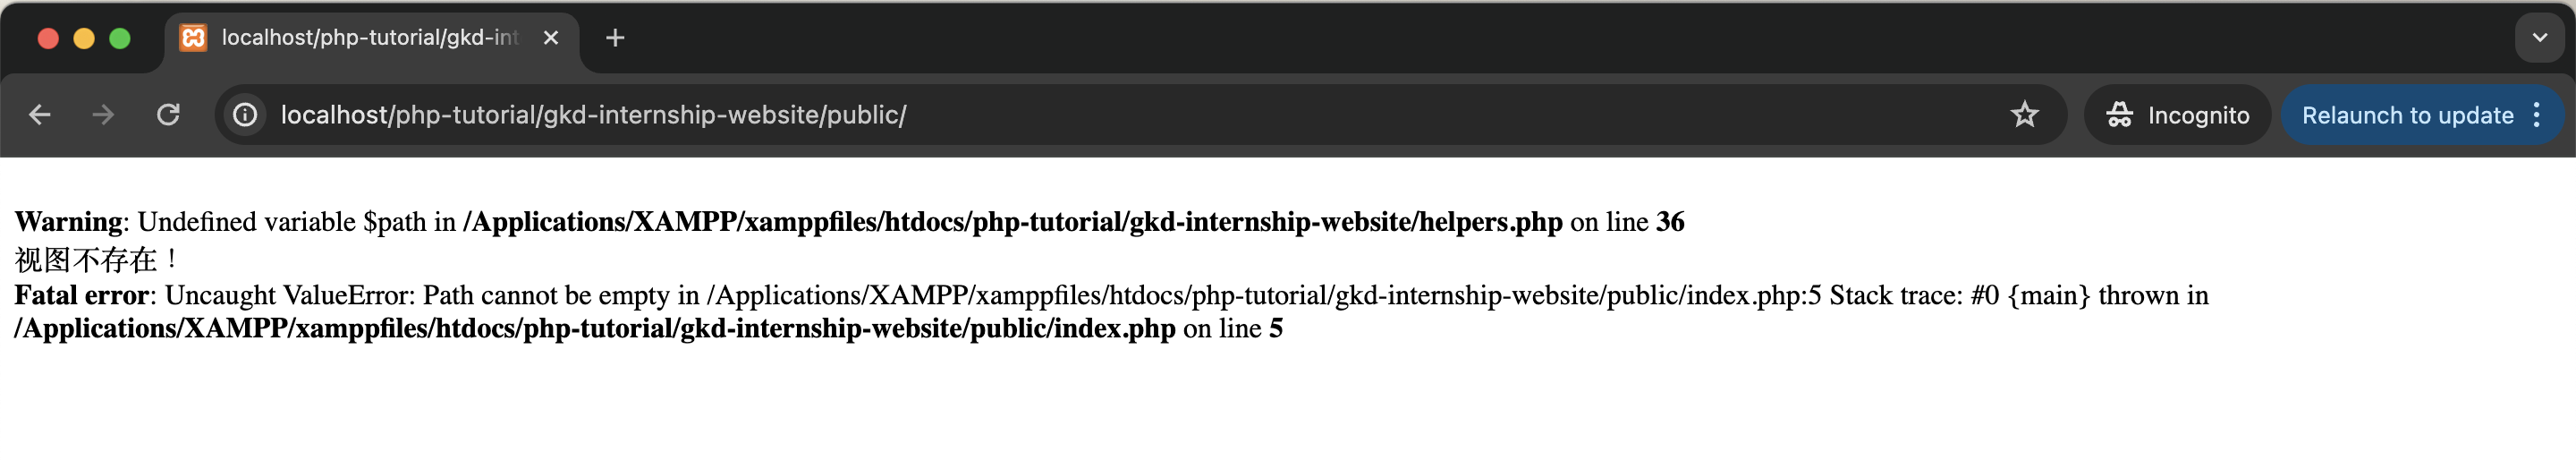 localhost/php-tutorial/gkd-int
localhost/php-tutorial/gkd-internship-website/public/
Incognito
Relaunch to update
Warning: Undefined variable $path in /Applications/XAMPP/xamppfiles/htdocs/php-tutorial/gkd-internship-website/helpers.php on line 36
视图不存在！
Fatal error: Uncaught ValueError: Path cannot be empty in /Applications/XAMPP/xamppfiles/htdocs/php-tutorial/gkd-internship-website/public/index.php:5 Stack trace: #0 {main} thrown in
/Applications/XAMPP/xamppfiles/htdocs/php-tutorial/gkd-internship-website/public/index.php on line 5